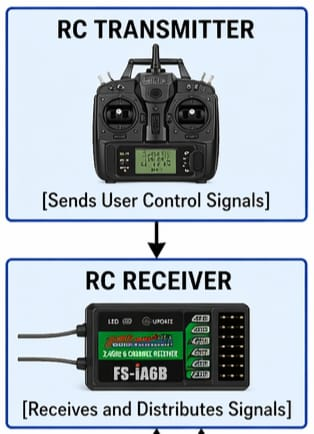 RC TRANSMITTER
[Sends User Control Signals]
RC RECEIVER
LED
UPDATE
2.4GHz 6 CHANNEL RECEIVER
FS-iA6B
[Receives and Distributes Signals]